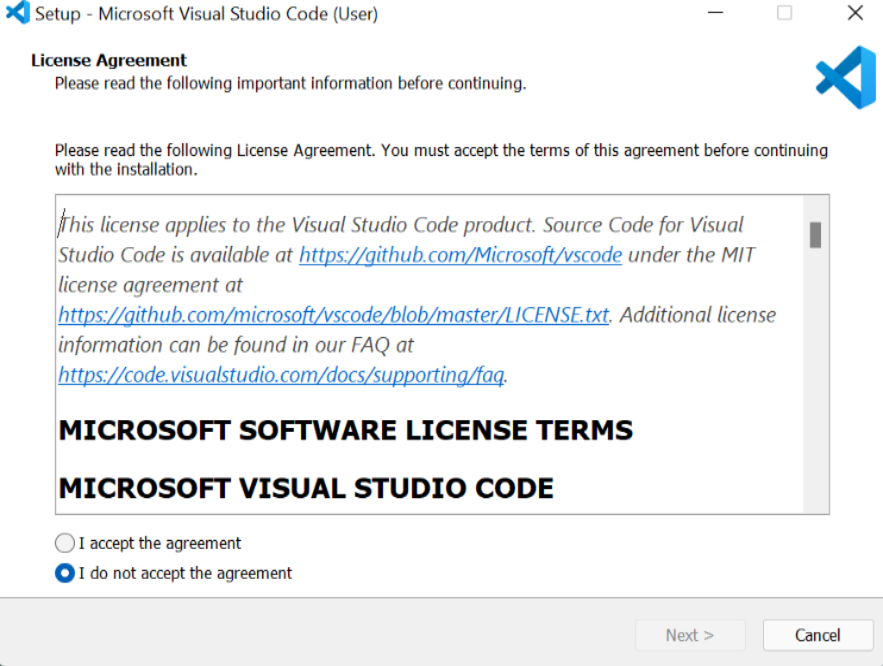 Setup - Microsoft Visual Studio Code (User)
License Agreement
Please read the following important information before continuing.
Please read the following License Agreement. You must accept the terms of this agreement before continuing
with the installation.
This license applies to the Visual Studio Code product. Source Code for Visual
Studio Code is available at https://github.com/Microsoft/vscode under the MIT
license agreement at
https://github.com/microsoft/vscode/blob/master/LICENSE.txt. Additional license
information can be found in our FAQ at
https://code.visualstudio.com/docs/supporting/faq.
MICROSOFT SOFTWARE LICENSE TERMS
MICROSOFT VISUAL STUDIO CODE
I accept the agreement
I do not accept the agreement
Next >
Cancel